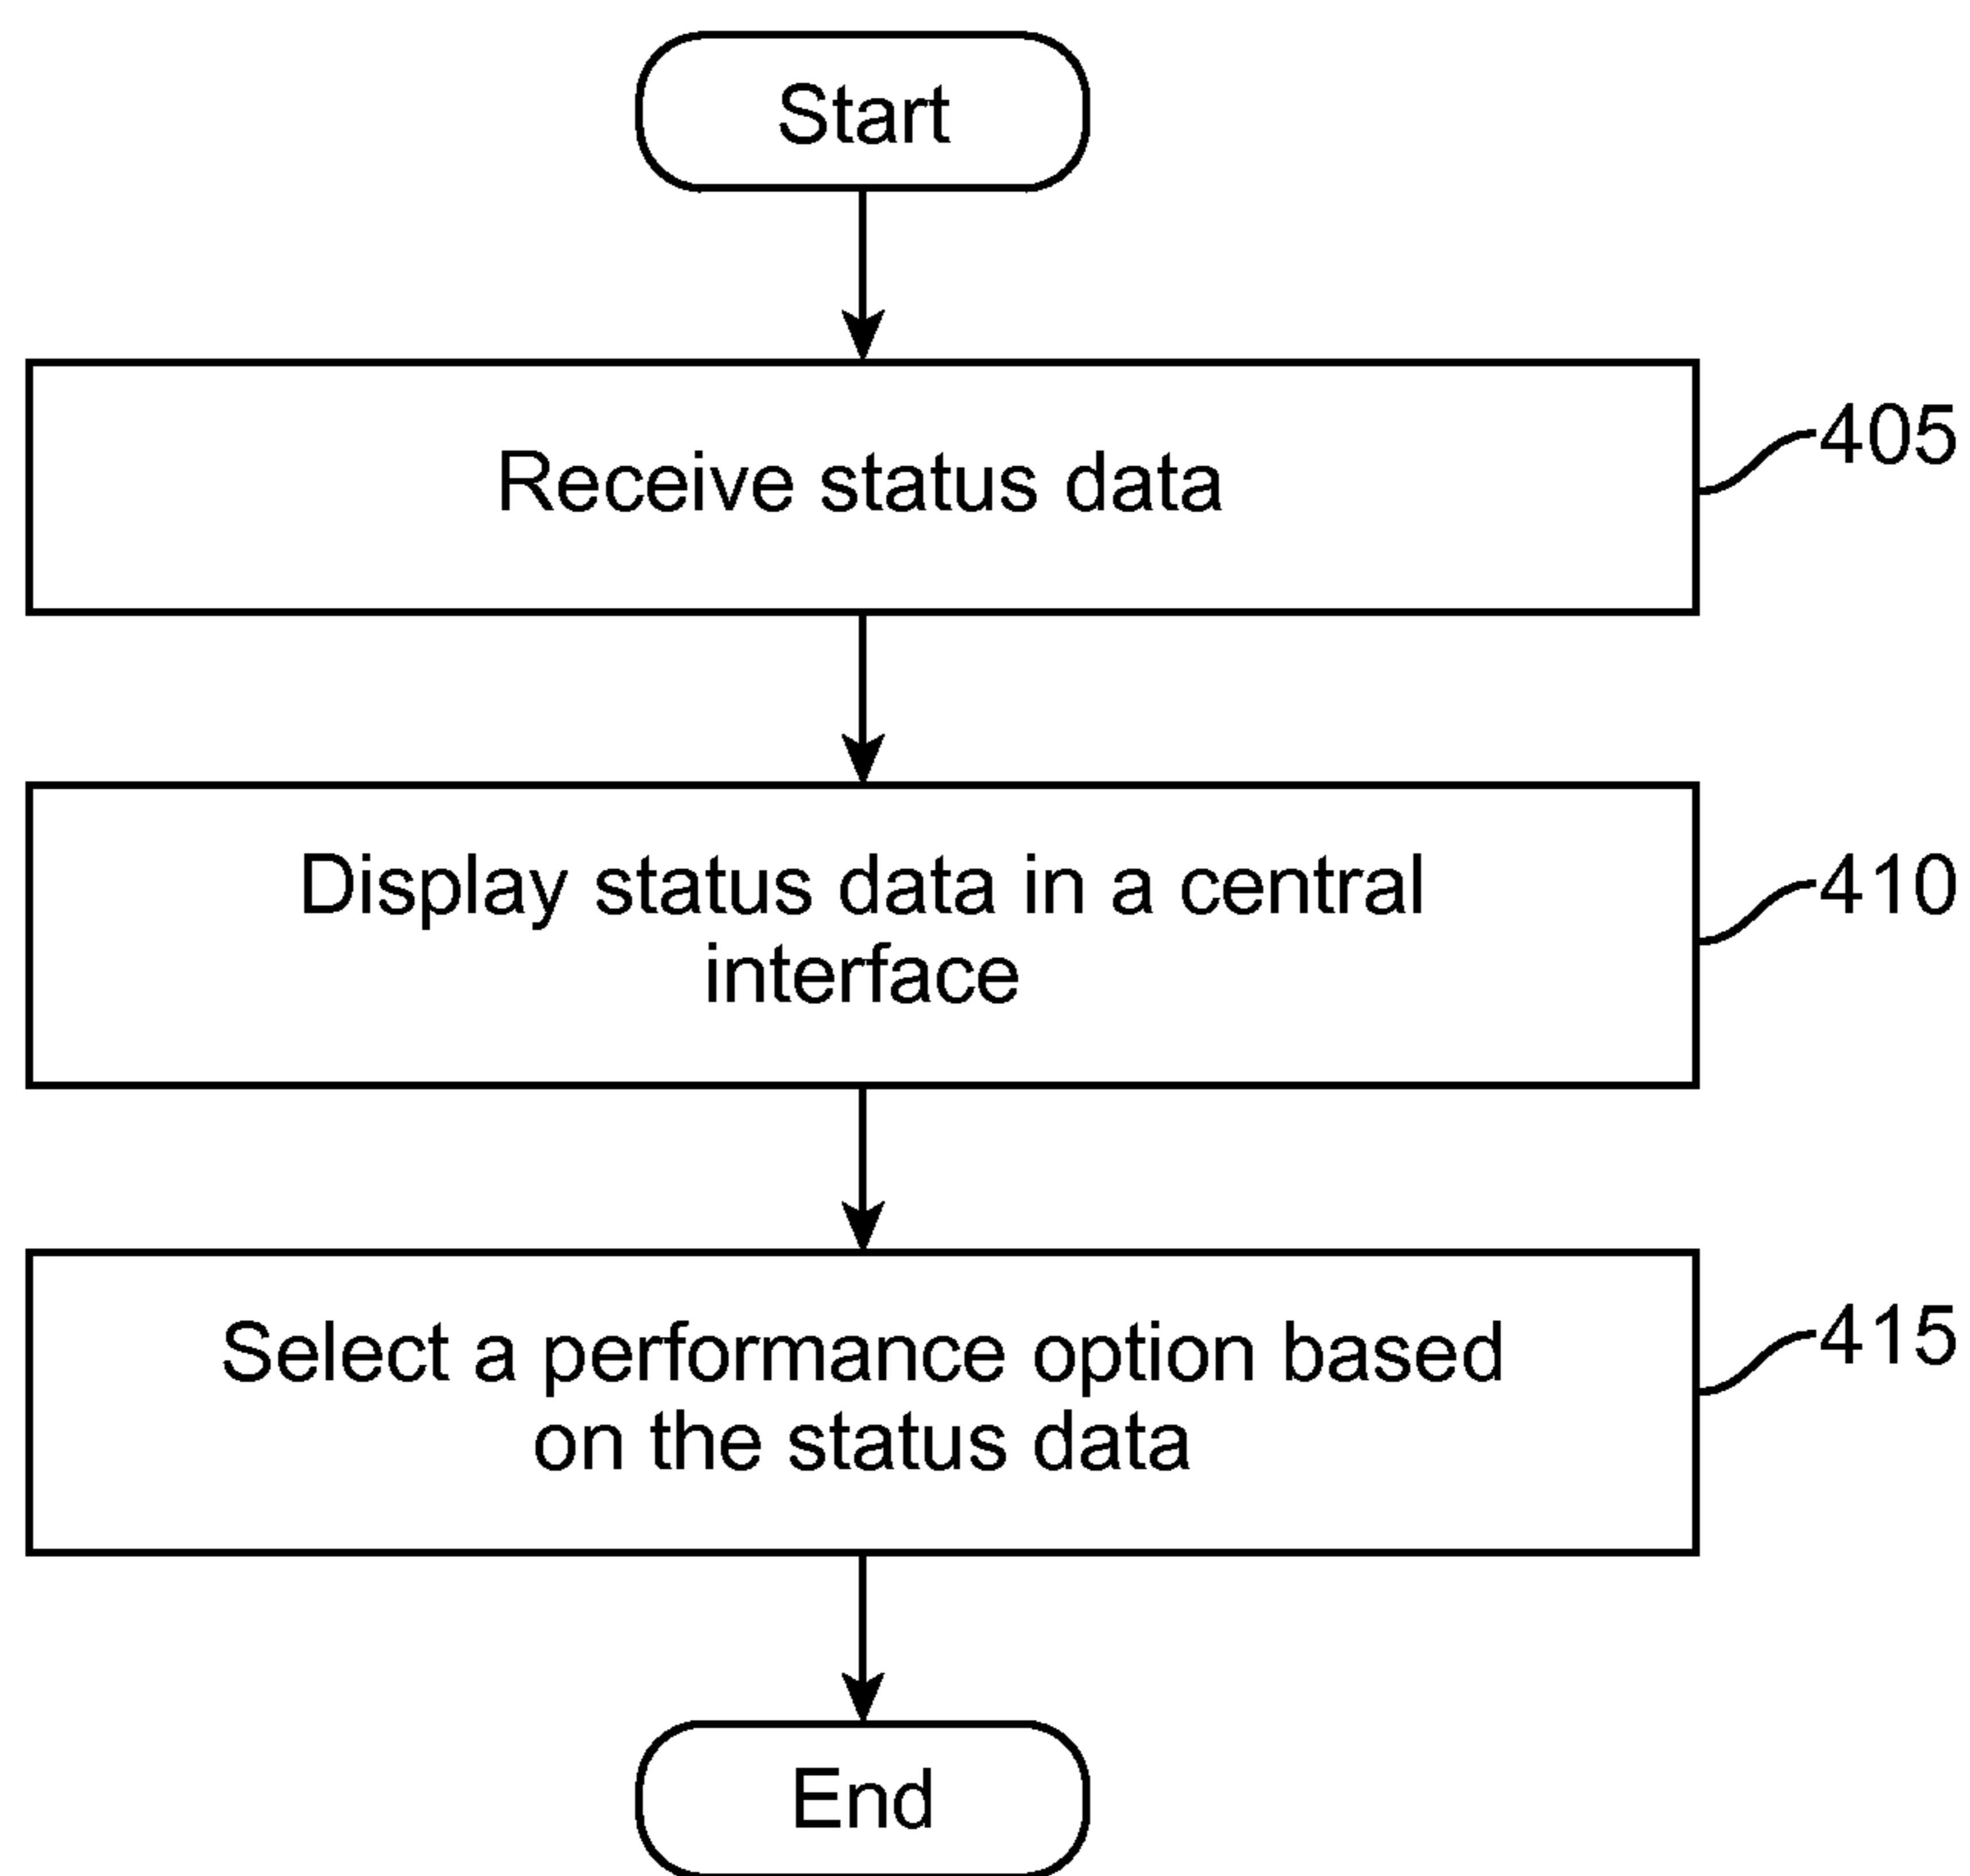 Start
Receive status data
405
Display status data in a central
interface
410
Select a performance option based
on the status data
415
End